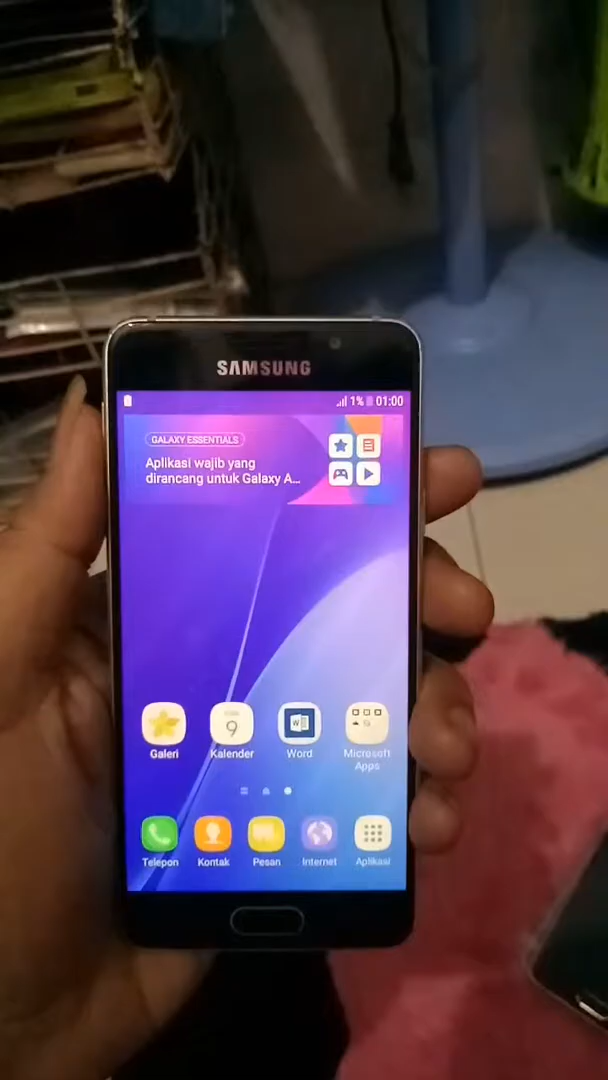 SAMSUNG
1% 01:00
GALAXY ESSENTIALS
Aplikasi wajib yang
dirancang untuk Galaxy A...
9
Galeri Kalender Word Microsoft
Apps
Telepon Kontak Pesan Internet Aplikasi